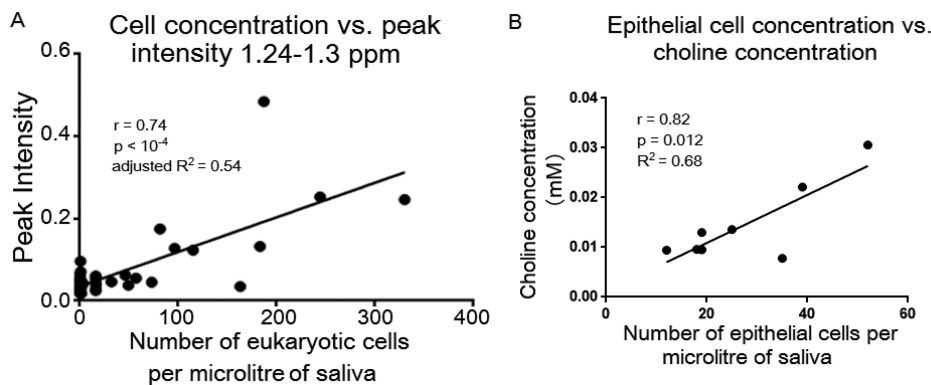 A
Cell concentration vs. peak
intensity 1.24-1.3 ppm
0.6
0.4
0.2
0.0
r = 0.74
p < 10-4
adjusted R2 = 0.54
Peak Intensity
0
100
200
300
400
Number of eukaryotic cells
per microlitre of saliva
B
Epithelial cell concentration vs.
choline concentration
0.04
0.03
0.02
0.01
0.00
r = 0.82
p = 0.012
R2 = 0.68
Choline concentration
(mM)
0
20
40
60
Number of epithelial cells per
microlitre of saliva